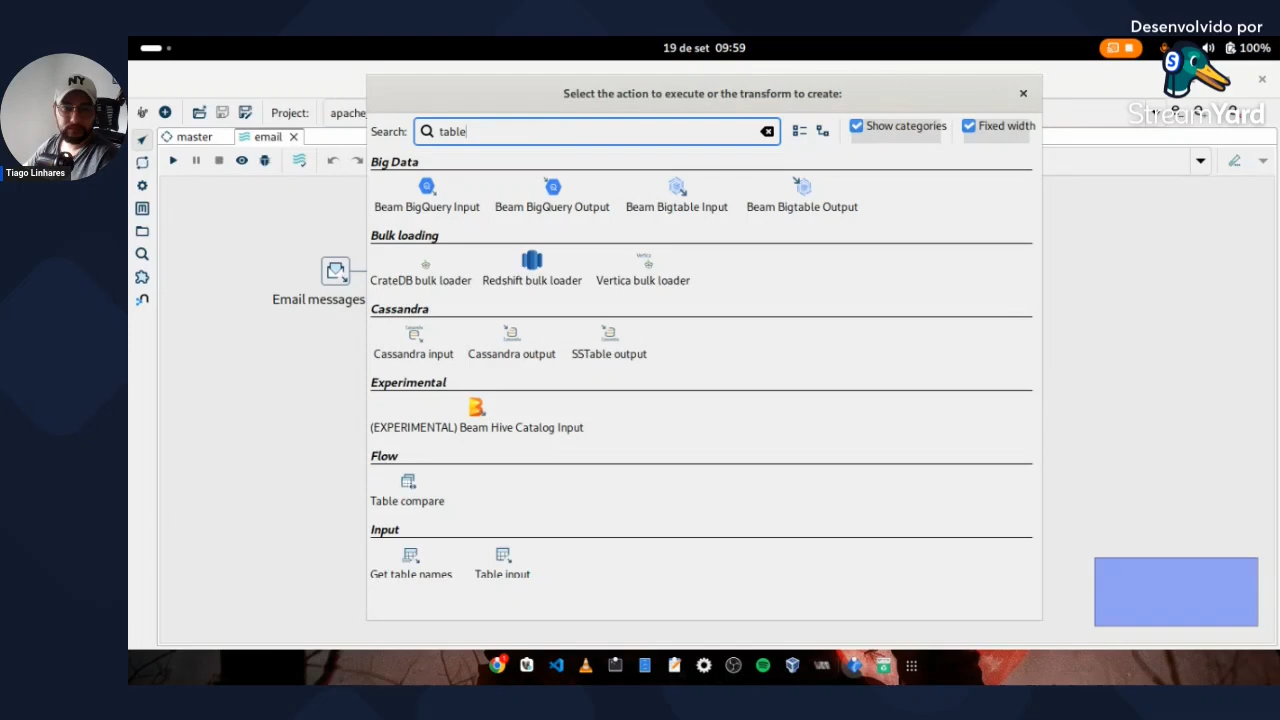 Desenvolvido por
StreamYard
Tiago Linhares
19 de set 09:59
100%
Select the action to execute or the transform to create:
Project: apache
master
email
Search: table
Show categories
Fixed width
Big Data
Beam BigQuery Input
Beam BigQuery Output
Beam Bigtable Input
Beam Bigtable Output
Bulk loading
CrateDB bulk loader
Redshift bulk loader
Vertica bulk loader
Cassandra
Cassandra input
Cassandra output
SSTable output
Experimental
(EXPERIMENTAL) Beam Hive Catalog Input
Flow
Table compare
Input
Get table names
Table input
Email messages